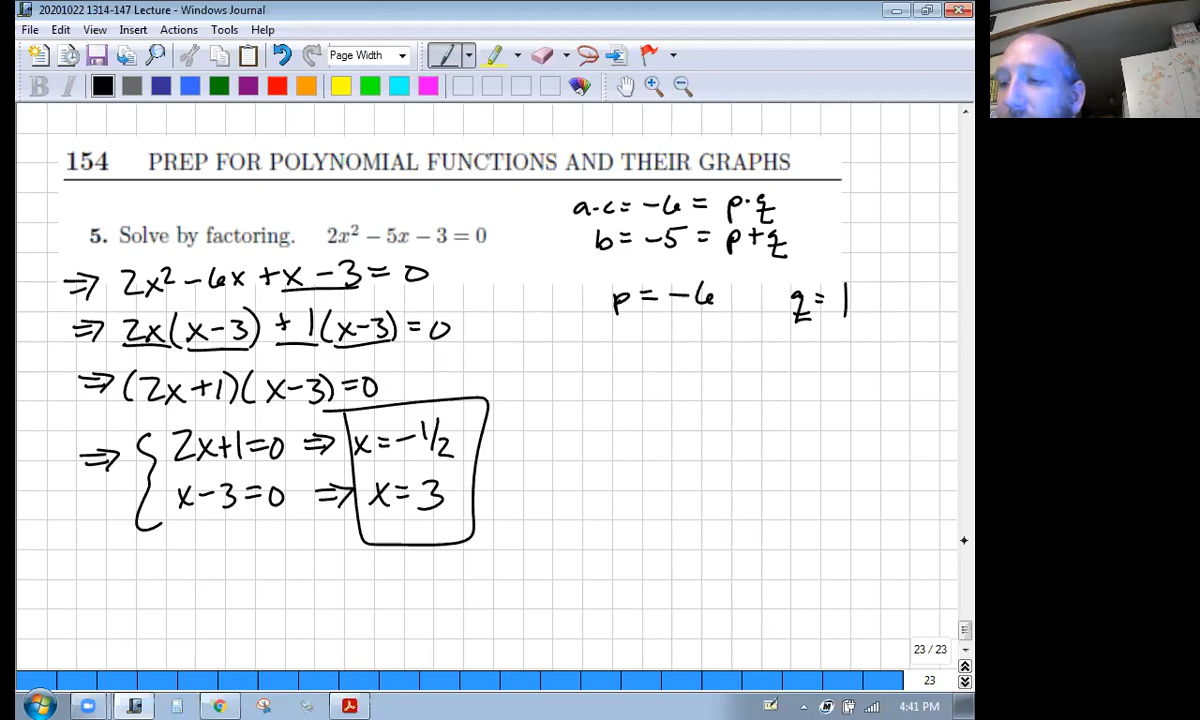 20201022 1314-147 Lecture - Windows Journal
File Edit View Insert Actions Tools Help
Page Width
B I
154 PREP FOR POLYNOMIAL FUNCTIONS AND THEIR GRAPHS
a·c = -6 = p·q
5. Solve by factoring. 2x² − 5x − 3 = 0
b = -5 = p+q
⇒ 2x² - 6x + x - 3 = 0
p = -6 q = 1
⇒ 2x(x-3) + 1(x-3) = 0
⇒ (2x+1)(x-3) = 0
⇒ { 2x+1=0 ⇒ x = -1/2
x-3=0 ⇒ x = 3
23 / 23
23
4:41 PM